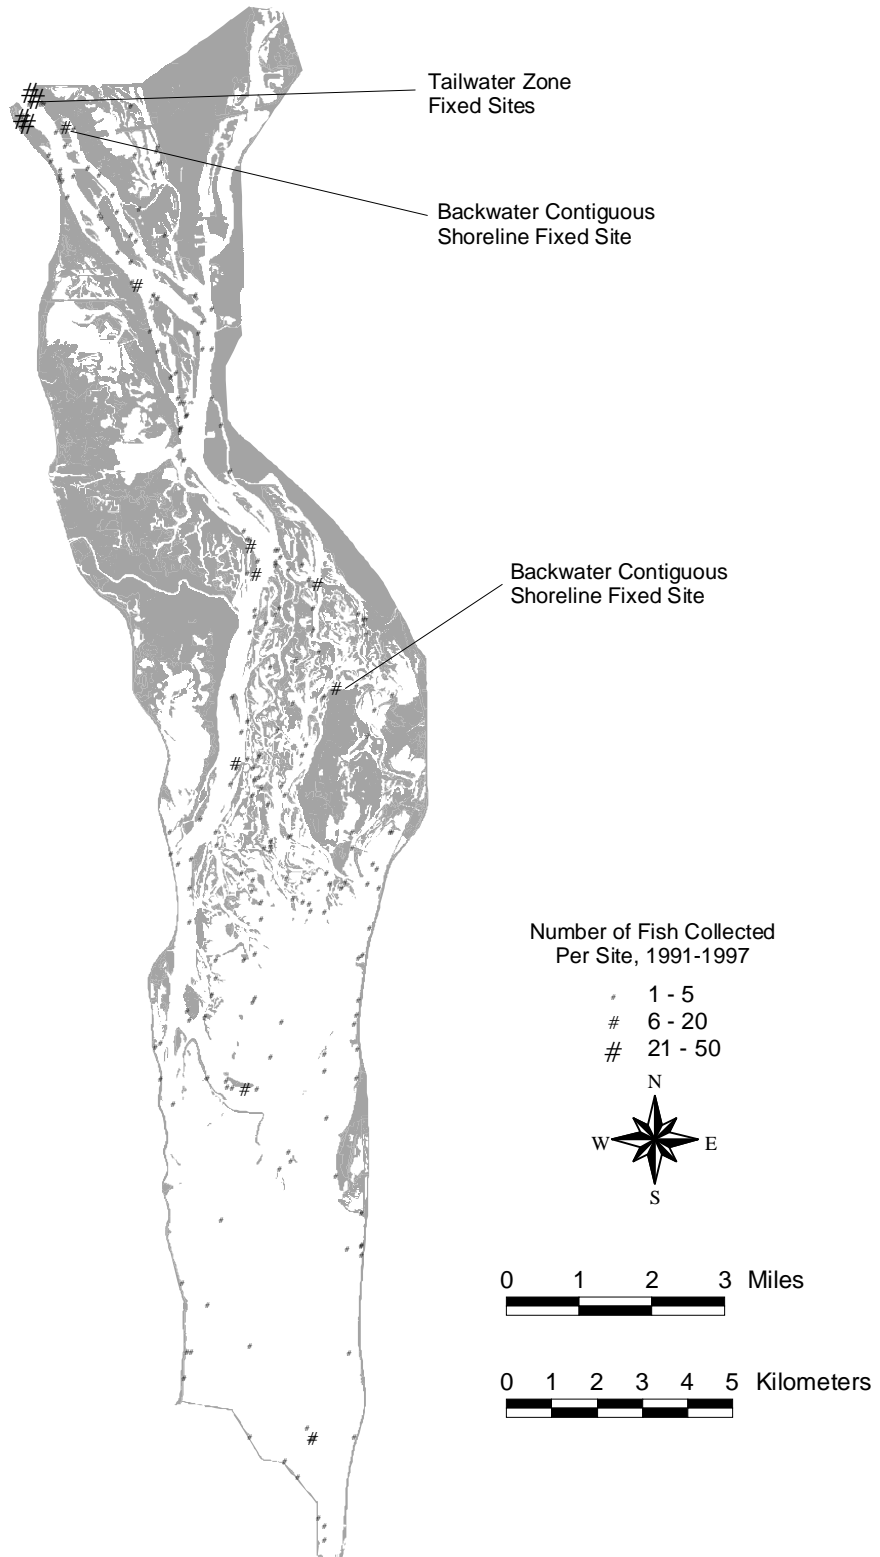 Tailwater Zone
Fixed Sites
Backwater Contiguous
Shoreline Fixed Site
Backwater Contiguous
Shoreline Fixed Site
Number of Fish Collected
Per Site, 1991-1997
# 1 - 5
# 6 - 20
# 21 - 50
N
W E
S
0 1 2 3 Miles
0 1 2 3 4 5 Kilometers